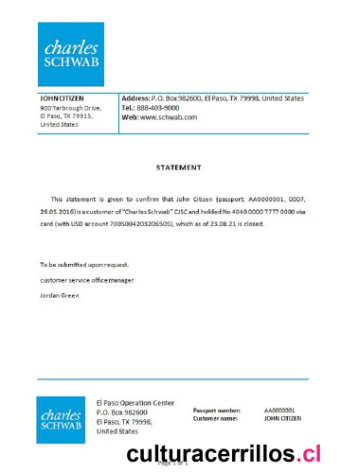 charles
SCHWAB
JOHN CITIZEN
900 Yarbrough Drive,
El Paso, TX 79915,
United States
Address: P.O. Box 982600, El Paso, TX 79998, United States
Tel.: 888-403-9000
Web: www.schwab.com
STATEMENT
This statement is given to confirm that John Citizen (passport: AA0000001, 0007,
26.05.2016) is a customer of "Charles Schwab" CJSC and holded No 4040 0000 7777 0000 visa
card (with USD account 7005004203206505), which as of 23.08.21 is closed.
To be submitted upon request.
customer service office manager
Jordan Green
charles
SCHWAB
El Paso Operation Center
P.O. Box 982600
El Paso, TX 79998,
United States
Passport number: AA0000001
Customer name: JOHN CITIZEN
Page 1 of 1
culturacerrillos.cl